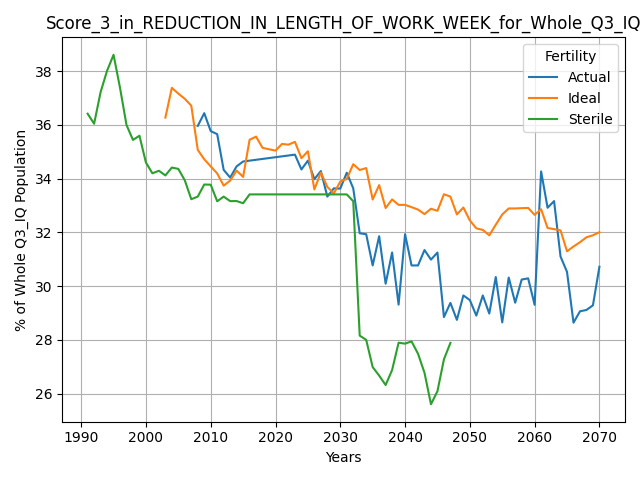 Score_3_in_REDUCTION_IN_LENGTH_OF_WORK_WEEK_for_Whole_Q3_IQ
Fertility
Actual
Ideal
Sterile
% of Whole Q3_IQ Population
38
36
34
32
30
28
26
1990 2000 2010 2020 2030 2040 2050 2060 2070
Years